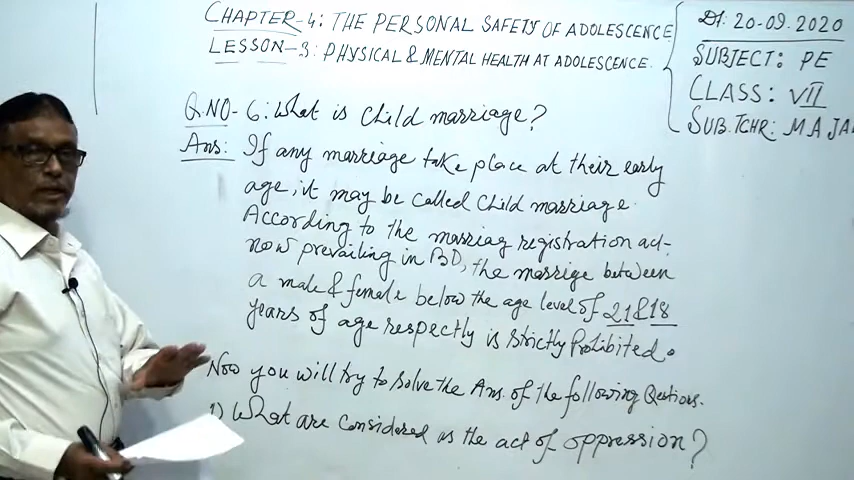 CHAPTER-4: THE PERSONAL SAFETY OF ADOLESCENCE
LESSON-3: PHYSICAL & MENTAL HEALTH AT ADOLESCENCE.
Dt: 20-09.2020
SUBJECT: PE
CLASS: VII
SUB.TCHR: M A JA
Q.NO-6: What is Child marriage?
Ans: If any marriage take place at their early
age, it may be called Child marriage.
According to the marriag registration act-
now prevailing in BD, the marrige between
a male & female below the age level of 21 & 18
years of age respectly is strictly Prohibited.
Now you will try to solve the Ans. of the following Questions.
1) What are considered as the act of oppression?